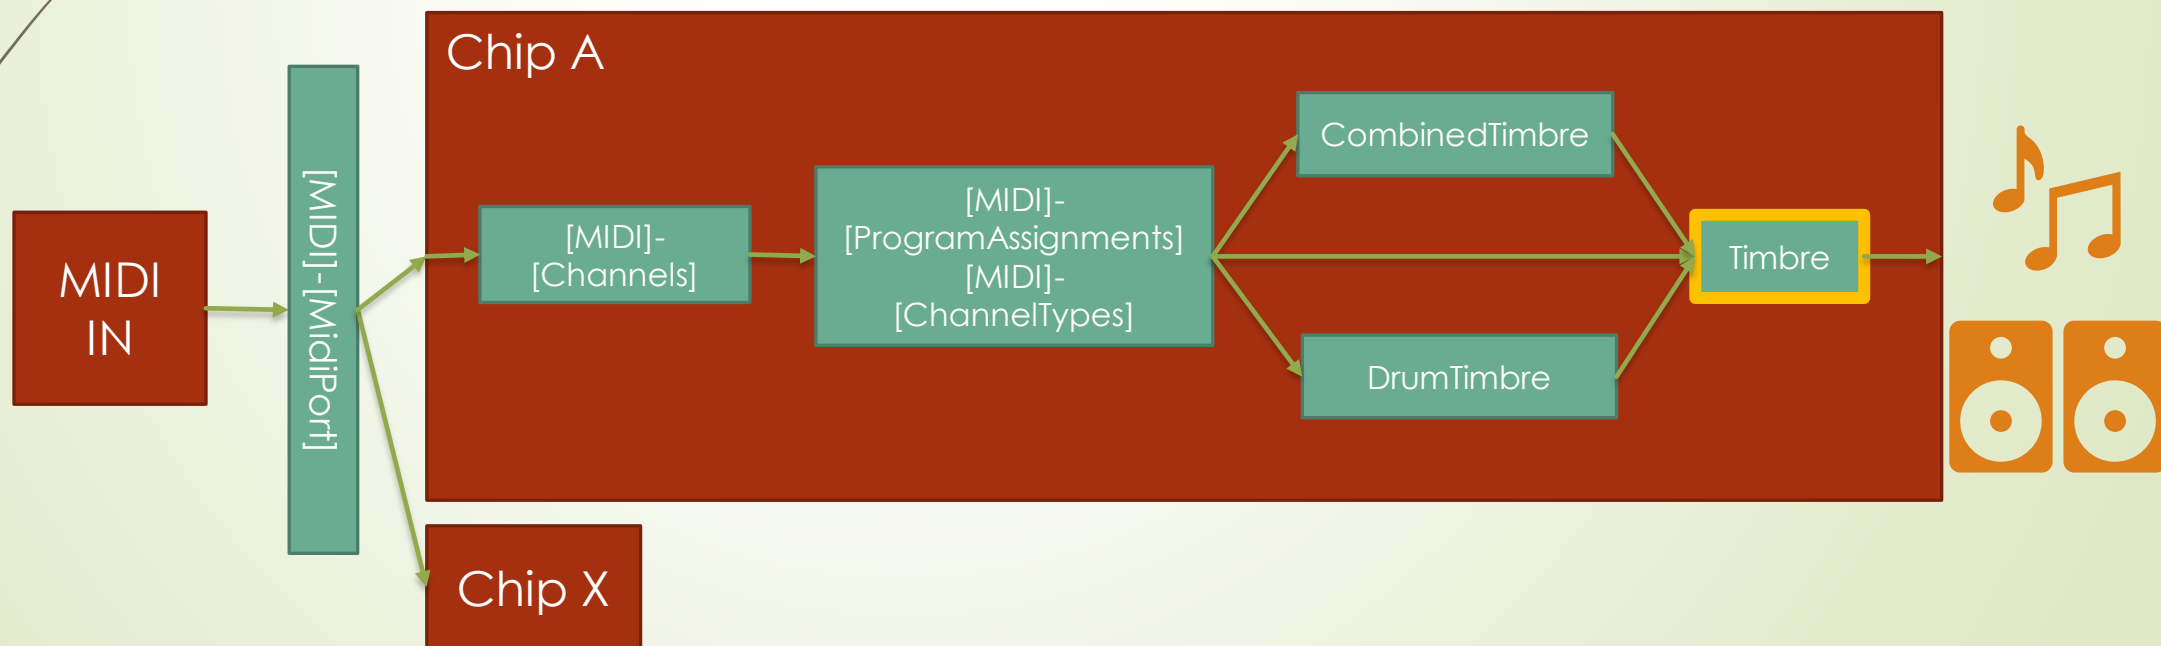 Chip A
MIDI
IN
[MIDI]-[MidiPort]
[MIDI]-
[Channels]
[MIDI]-
[ProgramAssignments]
[MIDI]-
[ChannelTypes]
CombinedTimbre
Timbre
DrumTimbre
Chip X